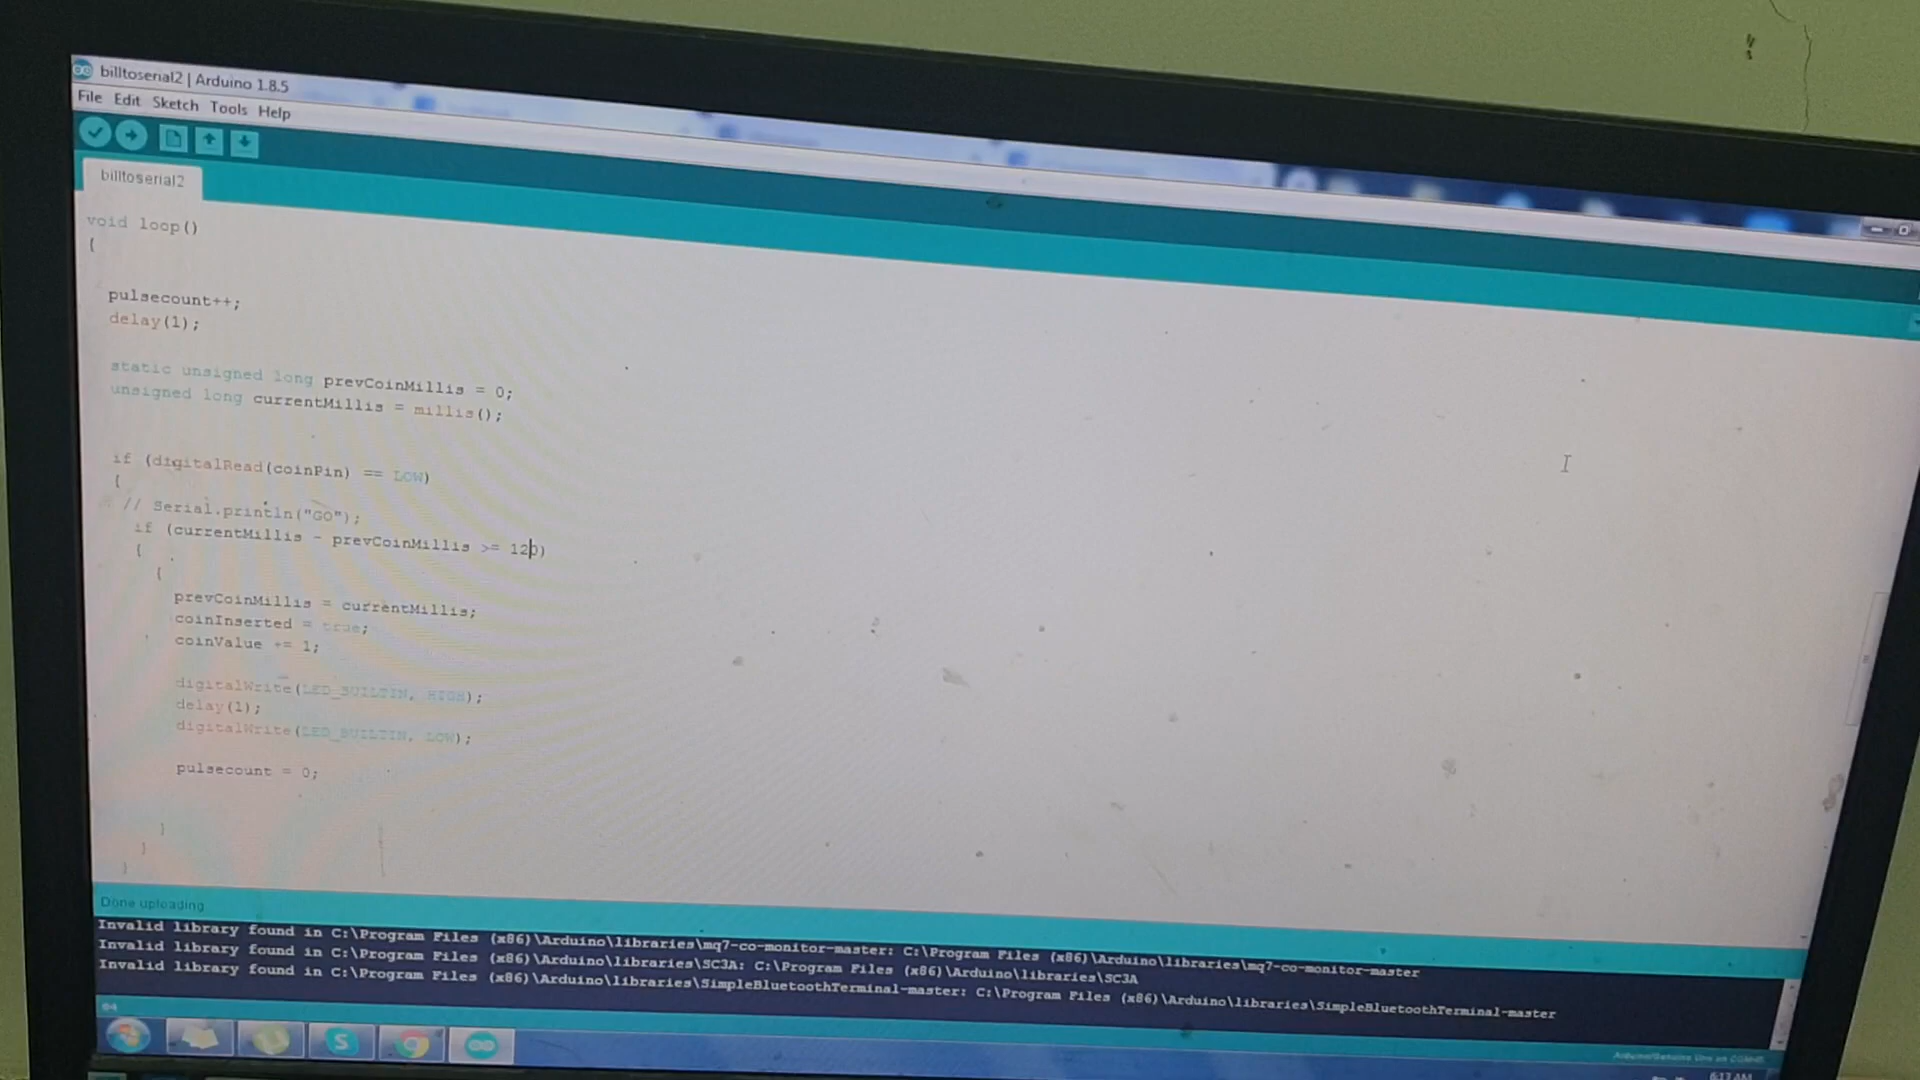 billtoserial2 | Arduino 1.8.5
File Edit Sketch Tools Help
billtoserial2
void loop()
{
pulsecount++;
delay(1);
static unsigned long prevCoinMillis = 0;
unsigned long currentMillis = millis();
if (digitalRead(coinPin) == LOW)
{
// Serial.println("GO");
if (currentMillis - prevCoinMillis >= 120)
{
{
prevCoinMillis = currentMillis;
coinInserted = true;
coinValue += 1;
digitalWrite(LED_BUILTIN, HIGH);
delay(1);
digitalWrite(LED_BUILTIN, LOW);
pulsecount = 0;
}
}
}
Done uploading
Invalid library found in C:\Program Files (x86)\Arduino\libraries\mq7-co-monitor-master: C:\Program Files (x86)\Arduino\libraries\mq7-co-monitor-master
Invalid library found in C:\Program Files (x86)\Arduino\libraries\SC3A: C:\Program Files (x86)\Arduino\libraries\SC3A
Invalid library found in C:\Program Files (x86)\Arduino\libraries\SimpleBluetoothTerminal-master: C:\Program Files (x86)\Arduino\libraries\SimpleBluetoothTerminal-master
Arduino/Genuino Uno on